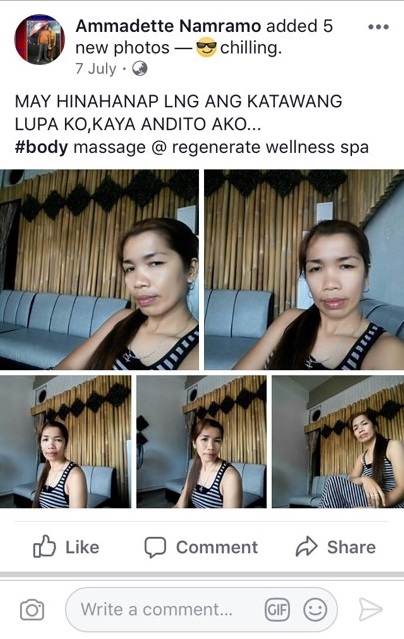 Ammadette Namramo added 5
new photos — 😎 chilling.
7 July ·
MAY HINAHANAP LNG ANG KATAWANG
LUPA KO,KAYA ANDITO AKO...
#body massage @ regenerate wellness spa
Like
Comment
Share
Write a comment...
GIF